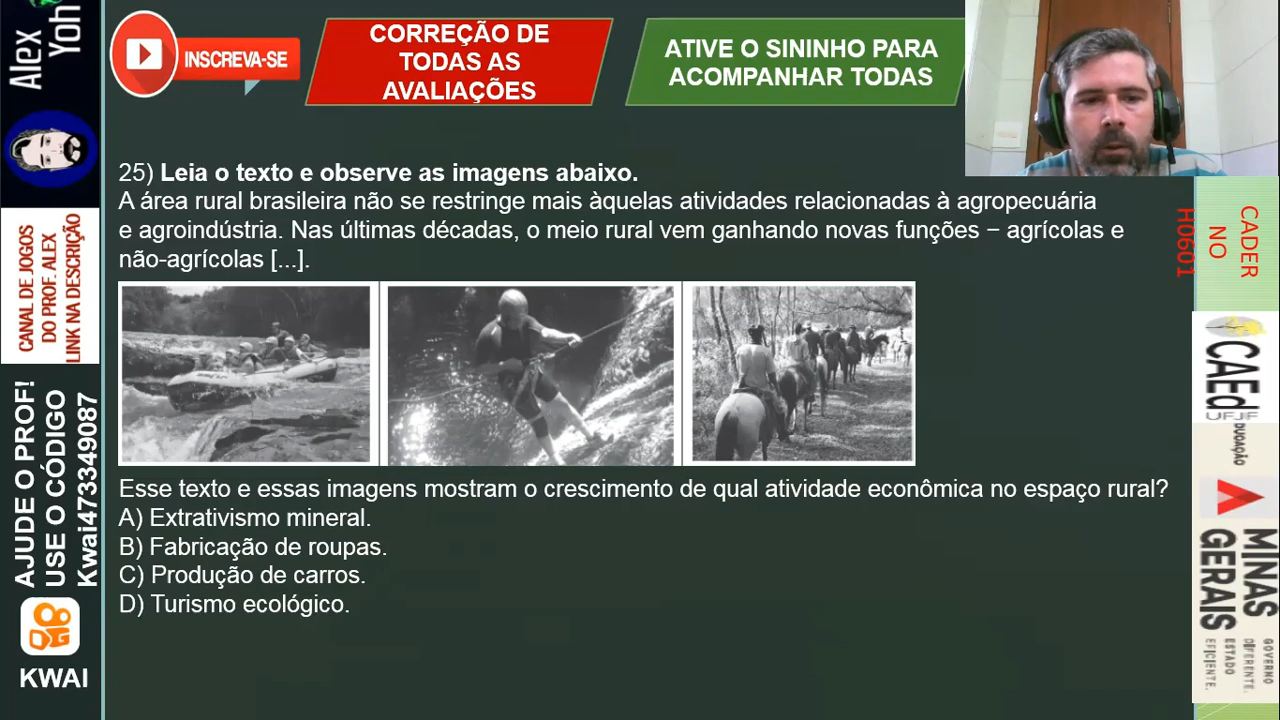 Alex
Yoh
INSCREVA-SE
CORREÇÃO DE
TODAS AS
AVALIAÇÕES
ATIVE O SININHO PARA
ACOMPANHAR TODAS
25) Leia o texto e observe as imagens abaixo.
A área rural brasileira não se restringe mais àquelas atividades relacionadas à agropecuária
e agroindústria. Nas últimas décadas, o meio rural vem ganhando novas funções − agrícolas e
não-agrícolas [...].
Esse texto e essas imagens mostram o crescimento de qual atividade econômica no espaço rural?
A) Extrativismo mineral.
B) Fabricação de roupas.
C) Produção de carros.
D) Turismo ecológico.
CANAL DE JOGOS
DO PROF. ALEX
LINK NA DESCRIÇÃO
AJUDE O PROF!
USE O CÓDIGO
Kwai473349087
KWAI
CADER
NO
H0601
CAEd
UFJF
MINAS
GERAIS
GOVERNO
DIFERENTE.
ESTADO
EFICIENTE.